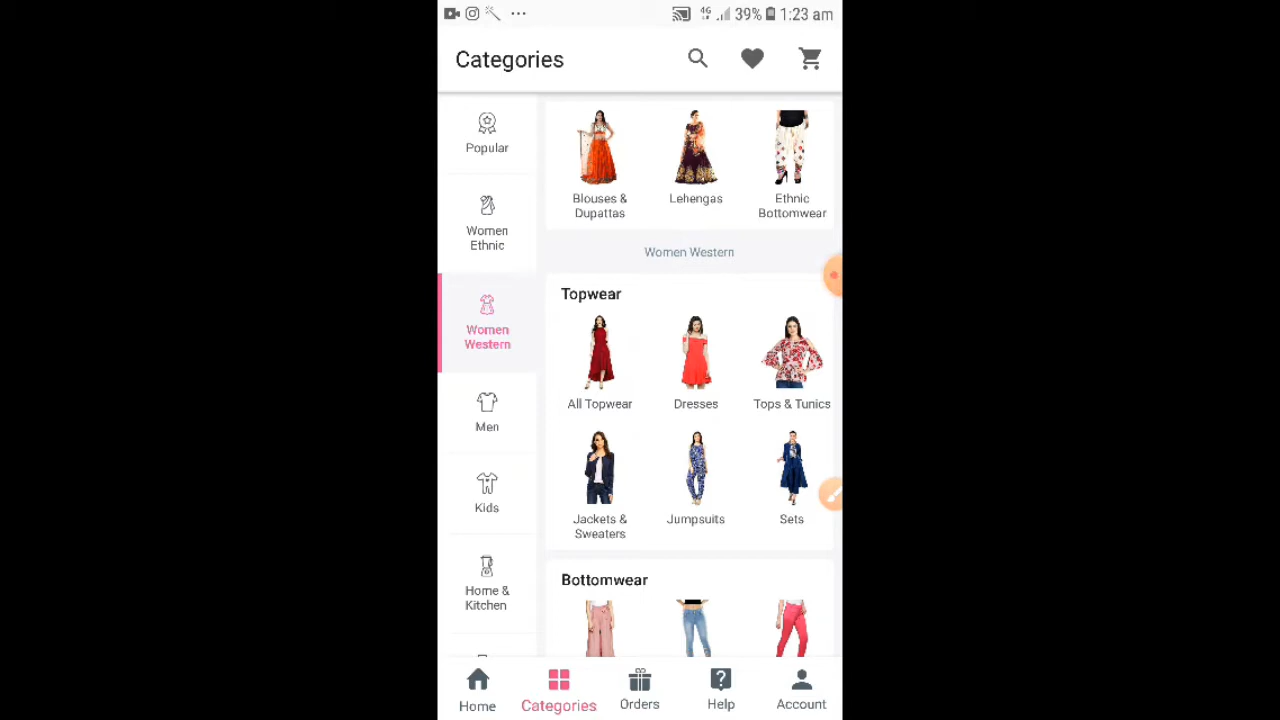 39% 1:23 am
4G
Categories
Popular
Women
Ethnic
Women
Western
Men
Kids
Home &
Kitchen
Blouses &
Dupattas
Lehengas
Ethnic
Bottomwear
Women Western
Topwear
All Topwear
Dresses
Tops & Tunics
Jackets &
Sweaters
Jumpsuits
Sets
Bottomwear
Home
Categories
Orders
Help
Account